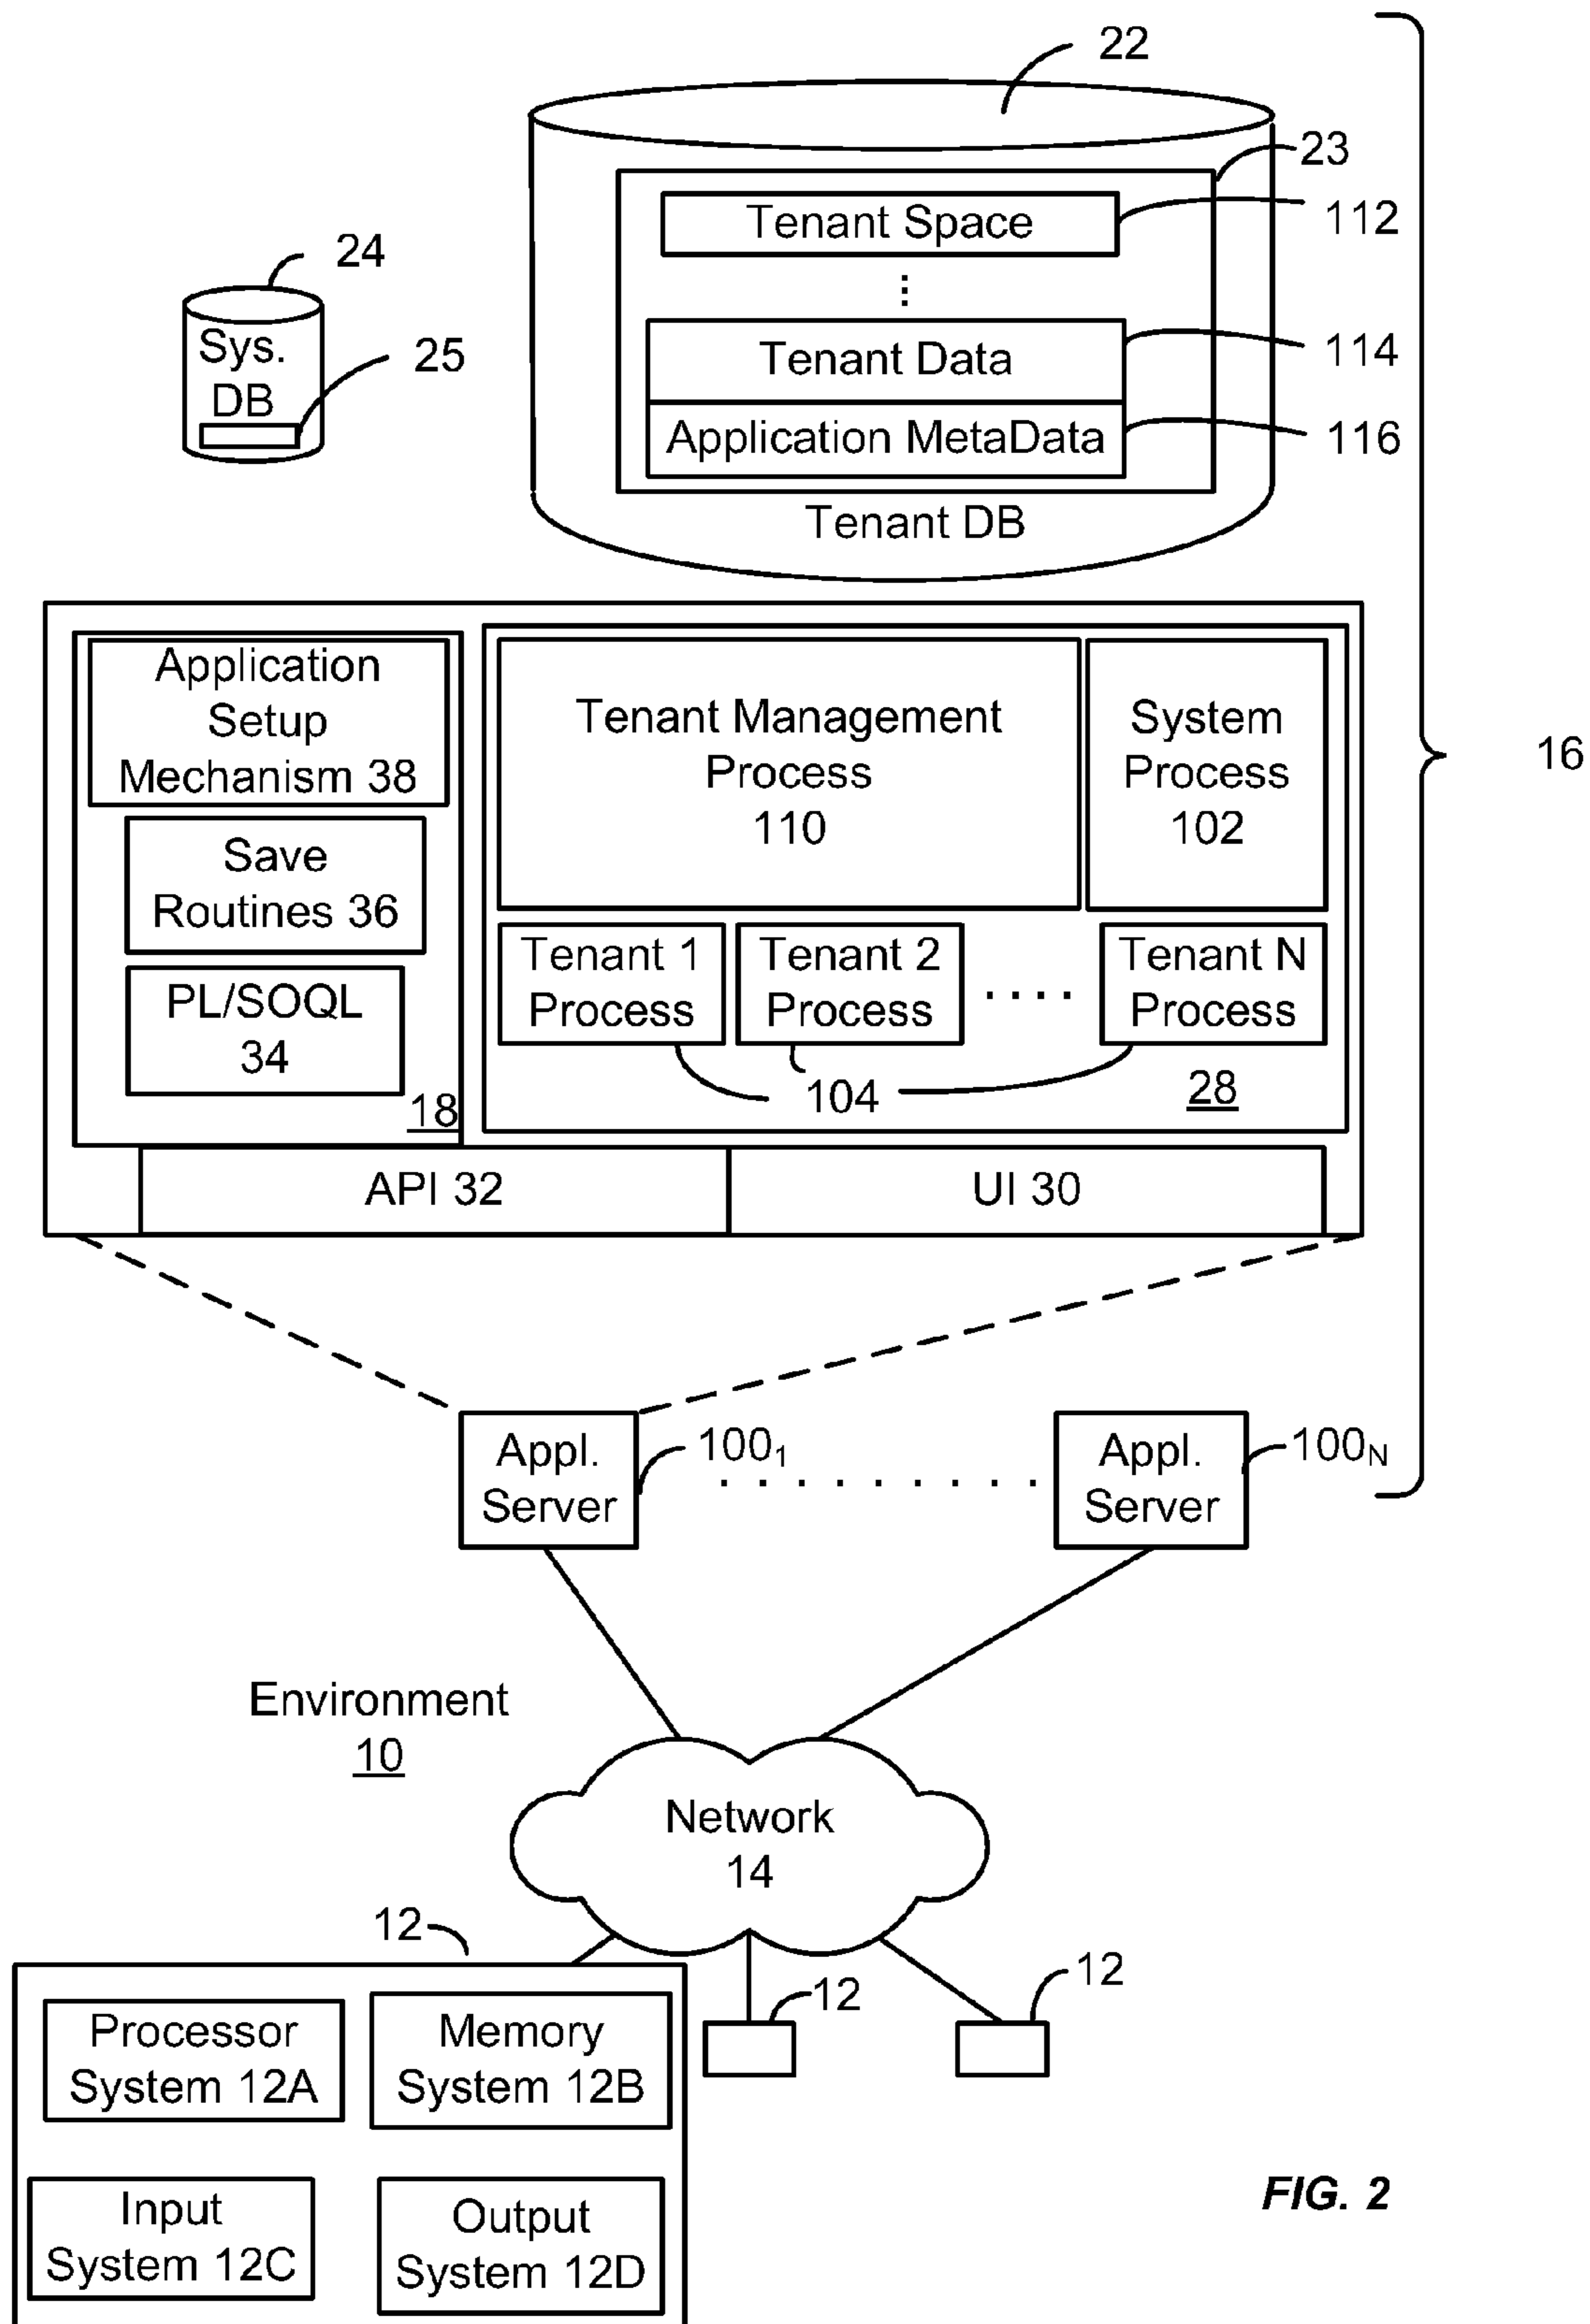 22
23
Tenant Space
112
24
Sys.
DB
25
Tenant Data
114
Application MetaData
116
Tenant DB
16
Application
Setup
Mechanism 38
Tenant Management
Process
110
System
Process
102
Save
Routines 36
PL/SOQL
34
18
Tenant 1
Process
Tenant 2
Process
Tenant N
Process
104
28
API 32
UI 30
Appl.
Server
100₁
Appl.
Server
100N
Environment
10
Network
14
12
12
12
Processor
System 12A
Memory
System 12B
Input
System 12C
Output
System 12D
FIG. 2